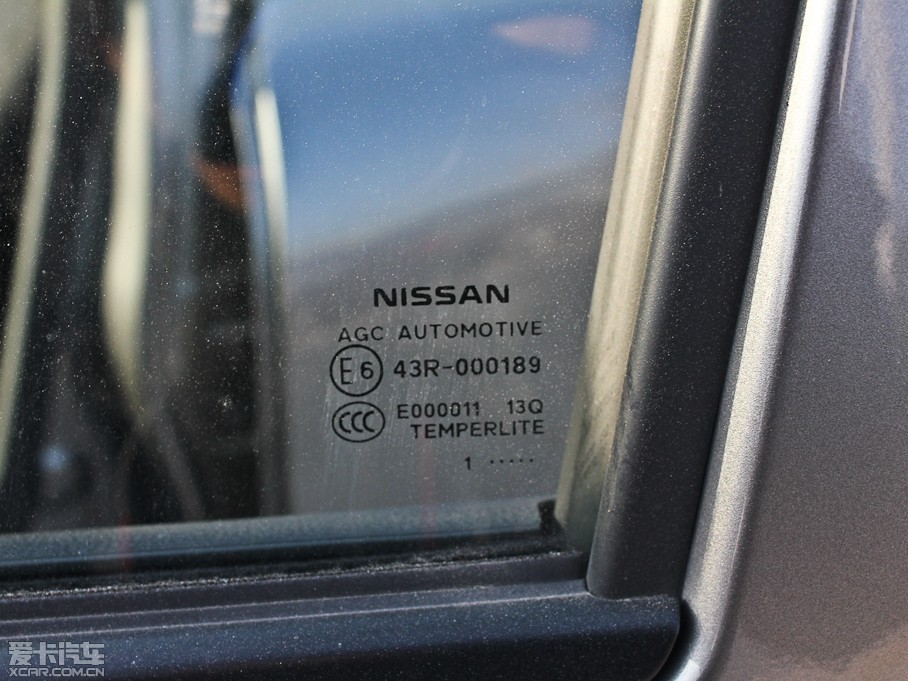 NISSAN
AGC AUTOMOTIVE
E6 43R-000189
CCC E000011 13Q
TEMPERLITE
1 .....
爱卡汽车
XCAR.COM.CN